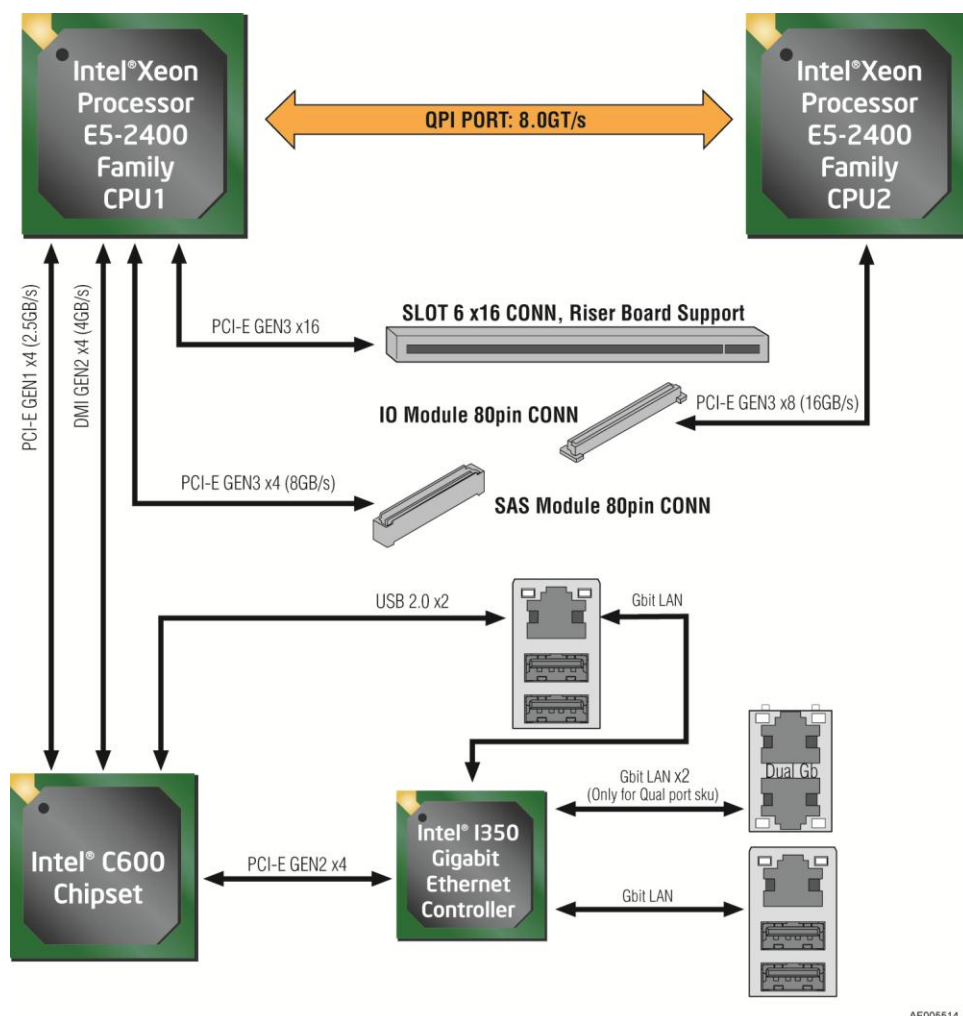 Intel®Xeon
Processor
E5-2400
Family
CPU1
QPI PORT: 8.0GT/s
Intel®Xeon
Processor
E5-2400
Family
CPU2
PCI-E GEN1 x4 (2.5GB/s)
DMI GEN2 x4 (4GB/s)
PCI-E GEN3 x16
SLOT 6 x16 CONN, Riser Board Support
IO Module 80pin CONN
PCI-E GEN3 x8 (16GB/s)
PCI-E GEN3 x4 (8GB/s)
SAS Module 80pin CONN
USB 2.0 x2
Gbit LAN
Dual Gb
Gbit LAN x2
(Only for Qual port sku)
Intel® C600
Chipset
PCI-E GEN2 x4
Intel® I350
Gigabit
Ethernet
Controller
Gbit LAN
AF005514